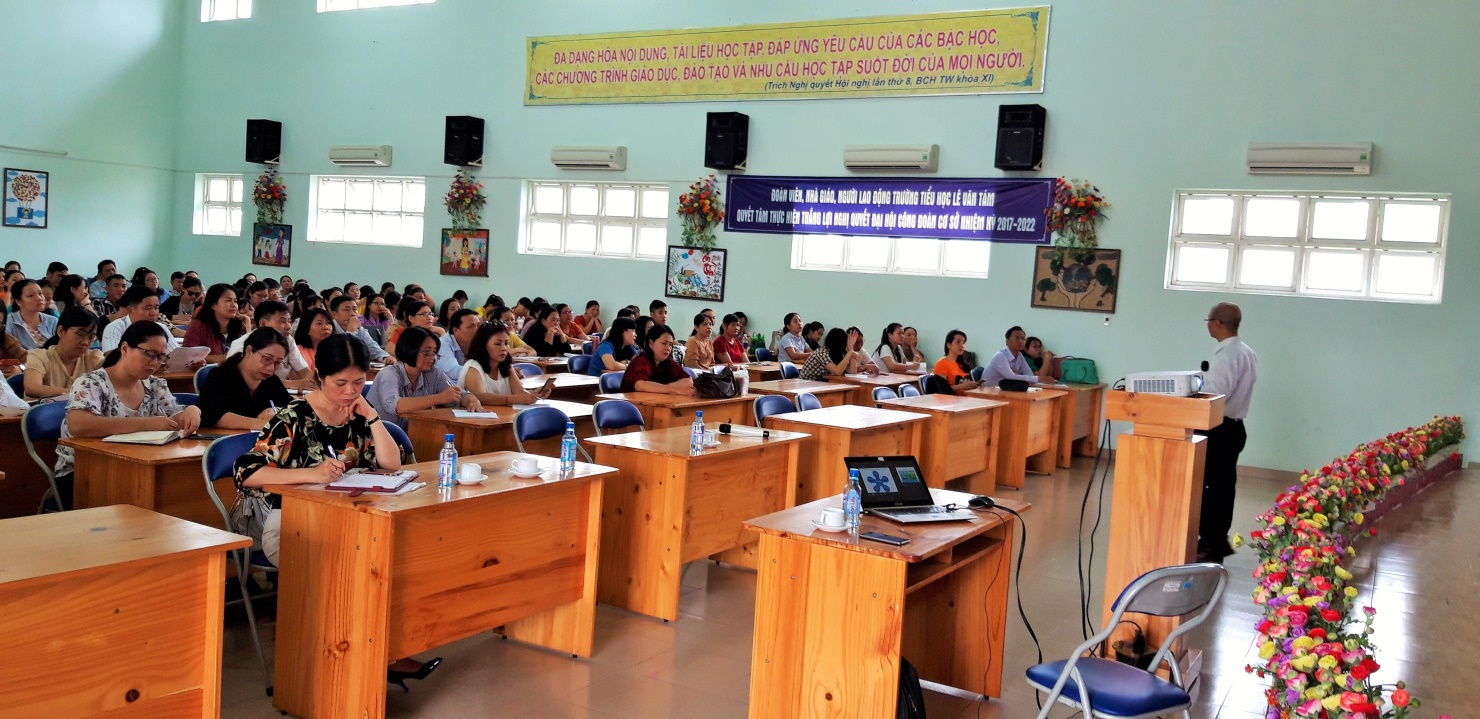 ĐA DẠNG HÓA NỘI DUNG, TÀI LIỆU HỌC TẬP, ĐÁP ỨNG YÊU CẦU CỦA CÁC BẬC HỌC,
CÁC CHƯƠNG TRÌNH GIÁO DỤC, ĐÀO TẠO VÀ NHU CẦU HỌC TẬP SUỐT ĐỜI CỦA MỌI NGƯỜI.
(Trích Nghị quyết Hội nghị lần thứ 8, BCH TW khóa XI)
ĐOÀN VIÊN, NHÀ GIÁO, NGƯỜI LAO ĐỘNG TRƯỜNG TIỂU HỌC LÊ VĂN TÁM
QUYẾT TÂM THỰC HIỆN THẮNG LỢI NGHỊ QUYẾT ĐẠI HỘI CÔNG ĐOÀN CƠ SỞ NHIỆM KỲ 2017-2022